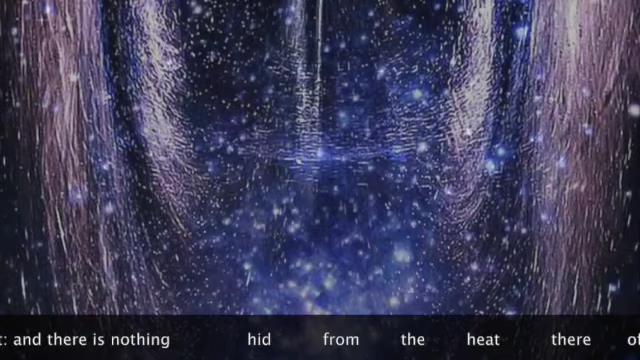 : and there is nothing hid from the heat there